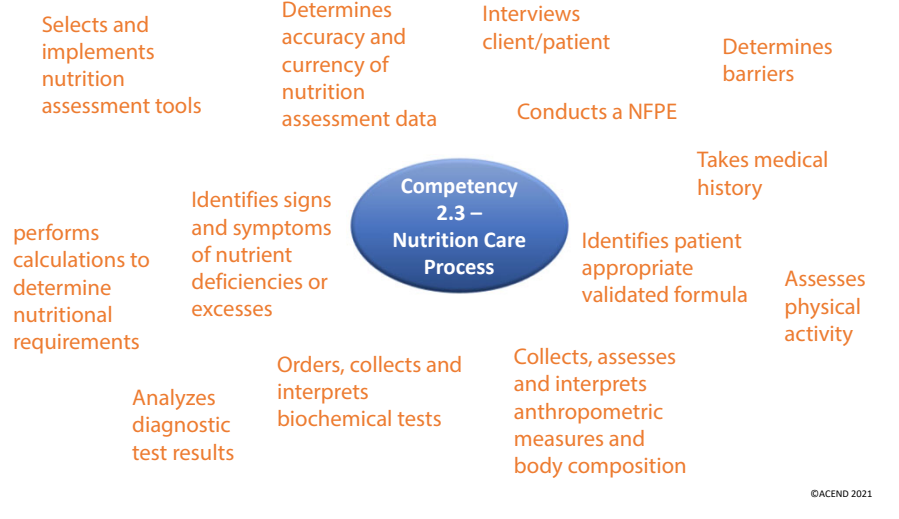 Selects and
implements
nutrition
assessment tools
Determines
accuracy and
currency of
nutrition
assessment data
Interviews
client/patient
Determines
barriers
Conducts a NFPE
Takes medical
history
Identifies signs
and symptoms
of nutrient
deficiencies or
excesses
Competency
2.3 –
Nutrition Care
Process
performs
calculations to
determine
nutritional
requirements
Identifies patient
appropriate
validated formula
Assesses
physical
activity
Orders, collects and
interprets
biochemical tests
Collects, assesses
and interprets
anthropometric
measures and
body composition
Analyzes
diagnostic
test results
©ACEND 2021